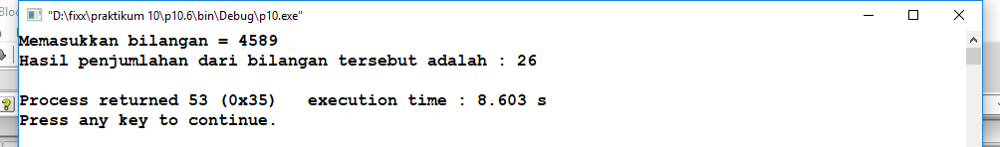 "D:\fixx\praktikum 10\p10.6\bin\Debug\p10.exe"
Memasukkan bilangan = 4589
Hasil penjumlahan dari bilangan tersebut adalah : 26
Process returned 53 (0x35)   execution time : 8.603 s
Press any key to continue.